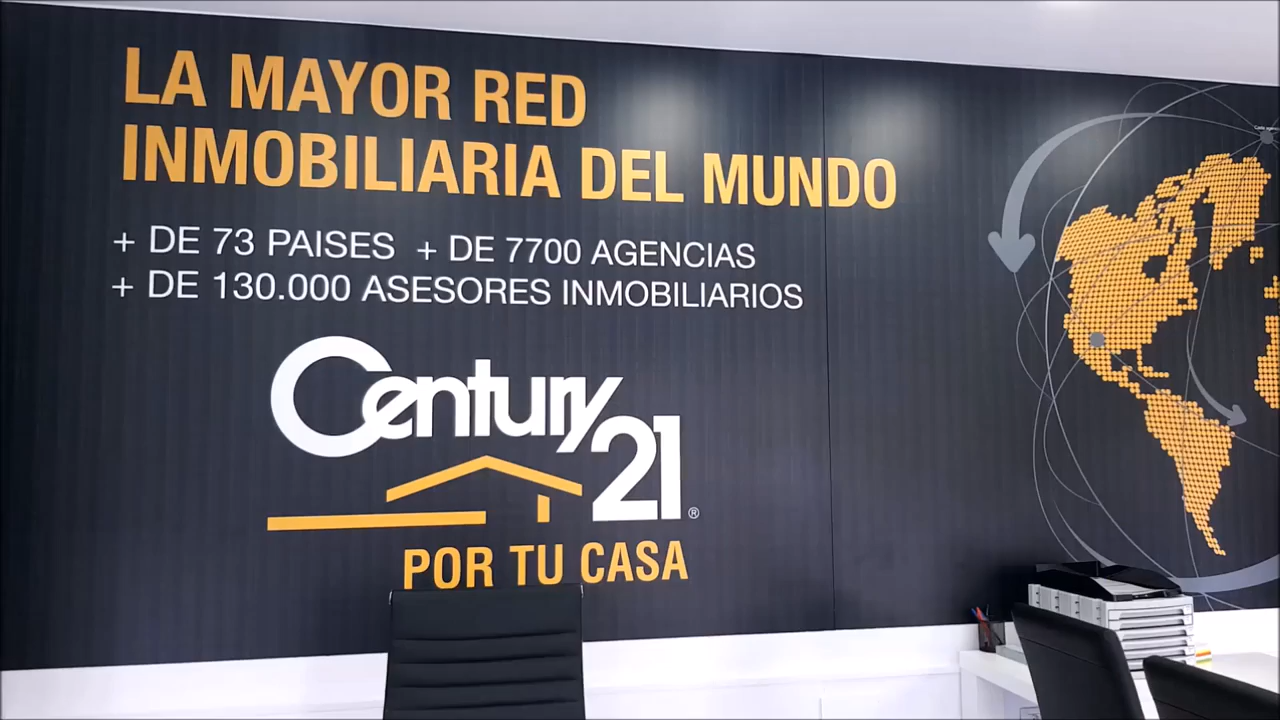 LA MAYOR RED
INMOBILIARIA DEL MUNDO
+ DE 73 PAISES + DE 7700 AGENCIAS
+ DE 130.000 ASESORES INMOBILIARIOS
Century
21®
POR TU CASA